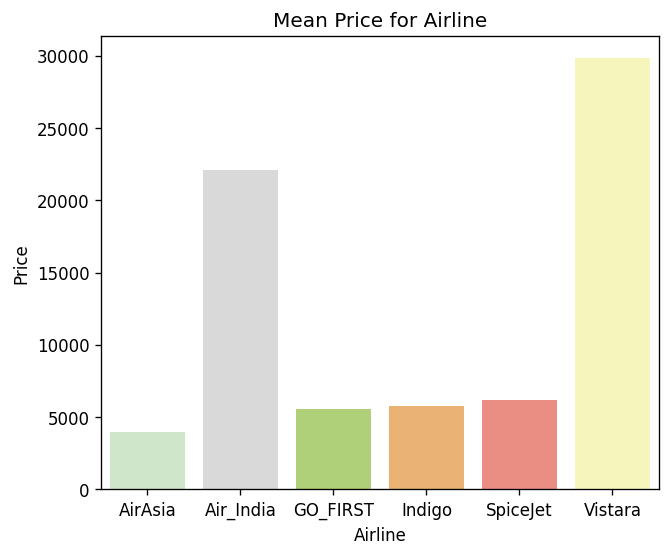 Mean Price for Airline
30000
25000
20000
15000
10000
5000
0
Price
AirAsia Air_India GO_FIRST Indigo SpiceJet Vistara
Airline